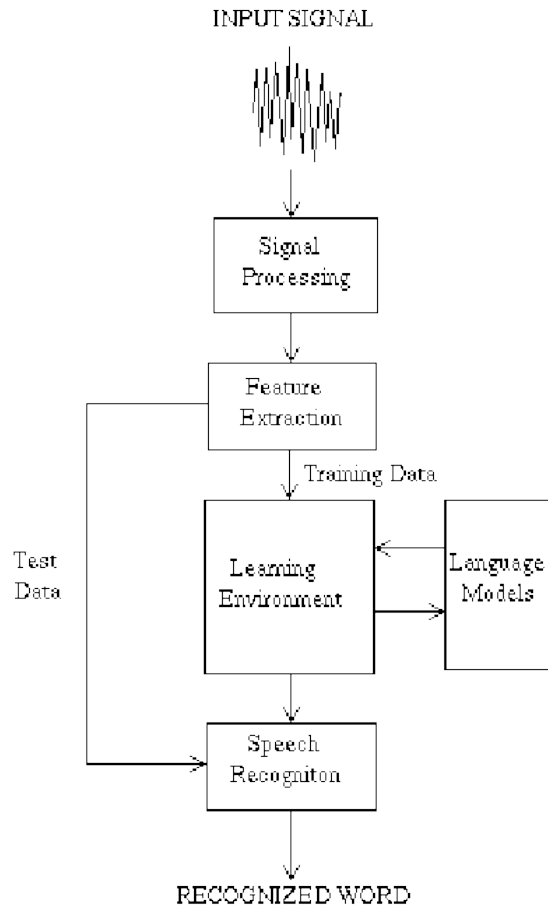 INPUT SIGNAL
Signal
Processing
Feature
Extraction
Training Data
Test
Data
Learning
Environment
Language
Models
Speech
Recogniton
RECOGNIZED WORD